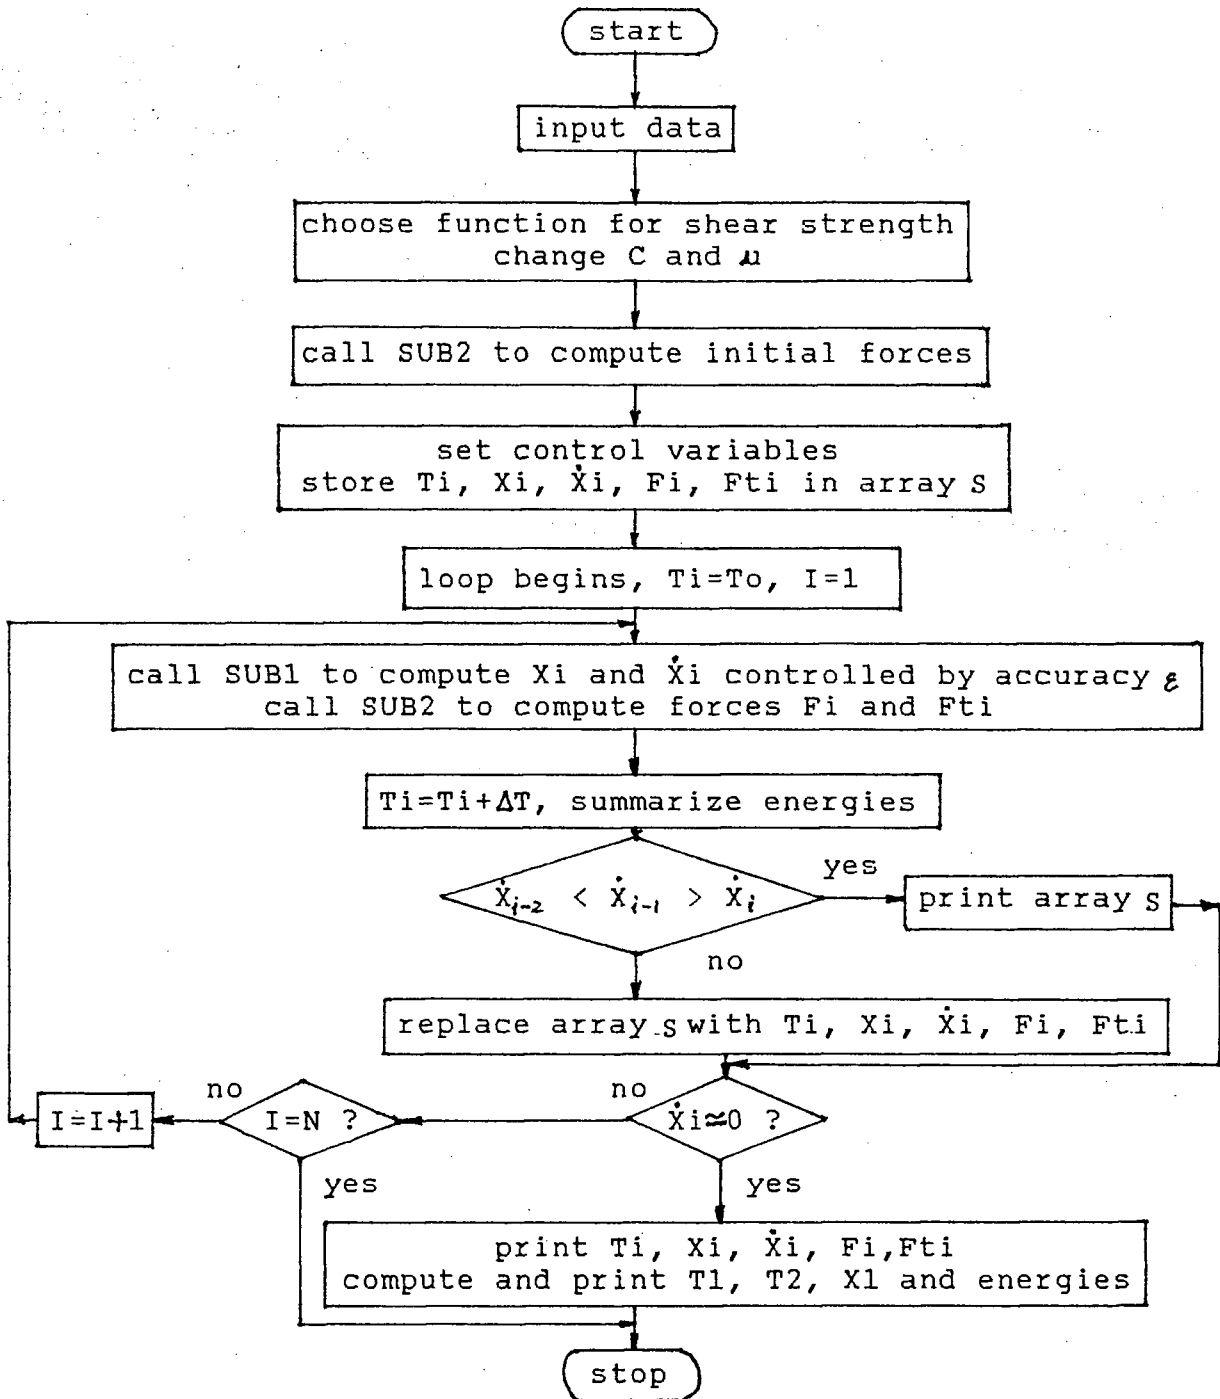 start
input data
choose function for shear strength
change C and μ
call SUB2 to compute initial forces
set control variables
store Ti, Xi, Ẋi, Fi, Fti in array S
loop begins, Ti=To, I=1
call SUB1 to compute Xi and Ẋi controlled by accuracy ε
call SUB2 to compute forces Fi and Fti
Ti=Ti+ΔT, summarize energies
Ẋi-2 < Ẋi-1 > Ẋi
yes
print array S
no
replace array S with Ti, Xi, Ẋi, Fi, Fti
no
no
I=I+1
I=N ?
Ẋi≈0 ?
yes
yes
print Ti, Xi, Ẋi, Fi,Fti
compute and print T1, T2, X1 and energies
stop